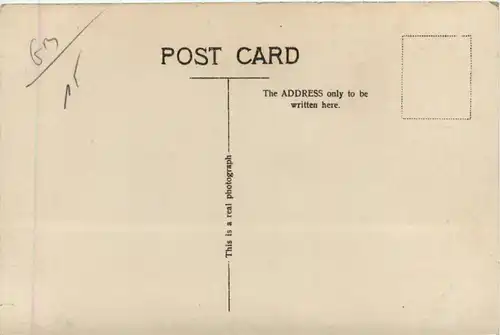 POST CARD
The ADDRESS only to be
written here.
This is a real photograph